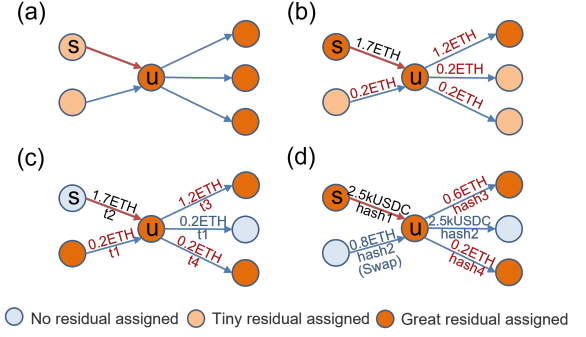 (a)
(b)
s
u
s
u
1.7ETH
0.2ETH
1.2ETH
0.2ETH
0.2ETH
(c)
(d)
s
u
1.7ETH
t2
0.2ETH
t1
1.2ETH
t3
0.2ETH
t1
0.2ETH
t4
s
u
2.5kUSDC
hash1
0.8ETH
hash2
(Swap)
0.6ETH
hash3
2.5kUSDC
hash2
0.2ETH
hash4
No residual assigned
Tiny residual assigned
Great residual assigned